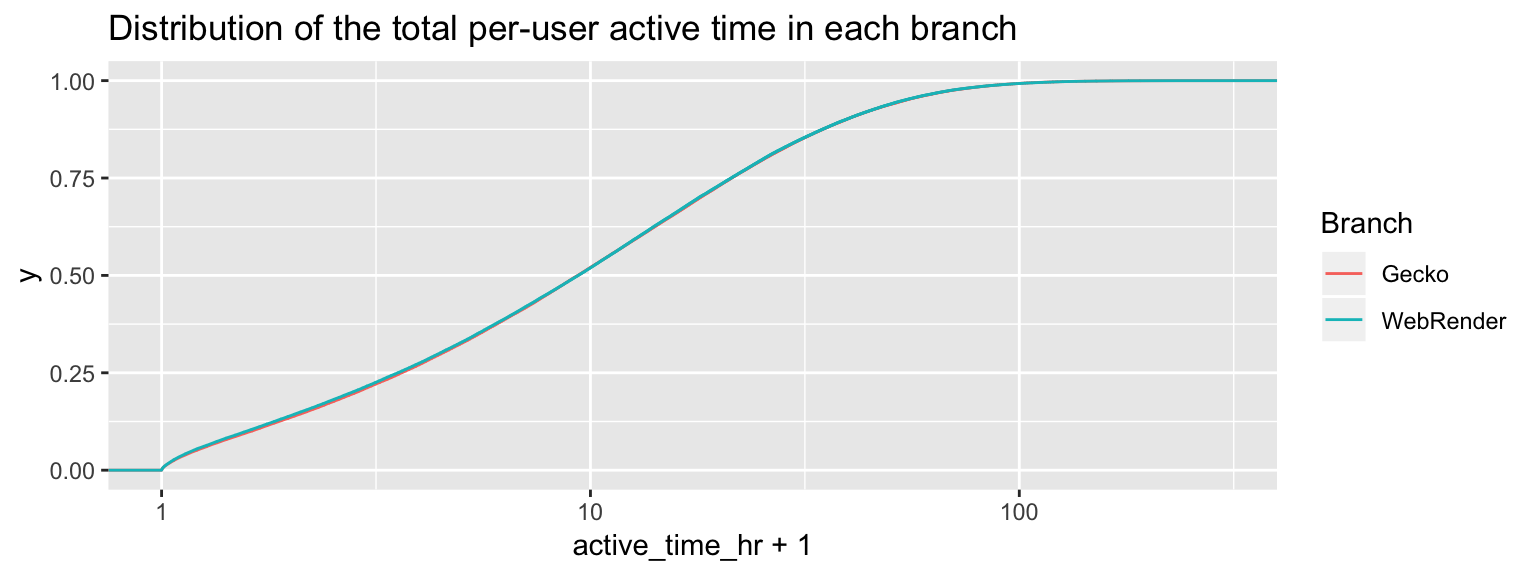 Distribution of the total per-user active time in each branch
1.00
0.75
0.50
0.25
0.00
y
1
10
100
active_time_hr + 1
Branch
Gecko
WebRender